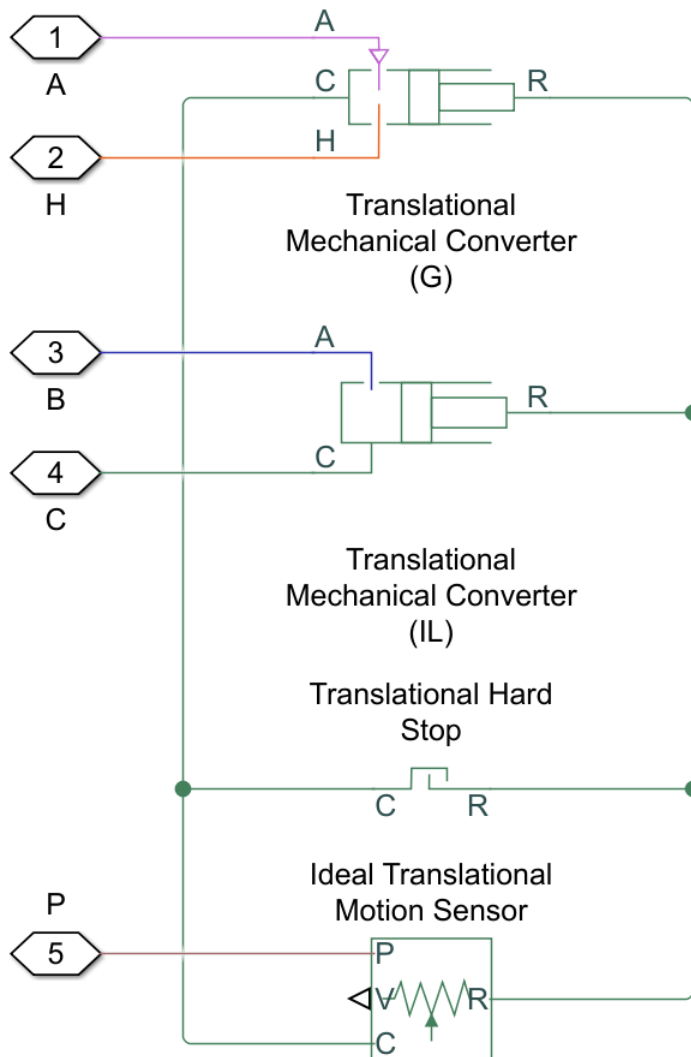 A
1
A
C
R
2
H
H
Translational
Mechanical Converter
(G)
A
3
B
R
C
4
C
Translational
Mechanical Converter
(IL)
Translational Hard
Stop
C
R
Ideal Translational
Motion Sensor
P
5
P
V
R
C